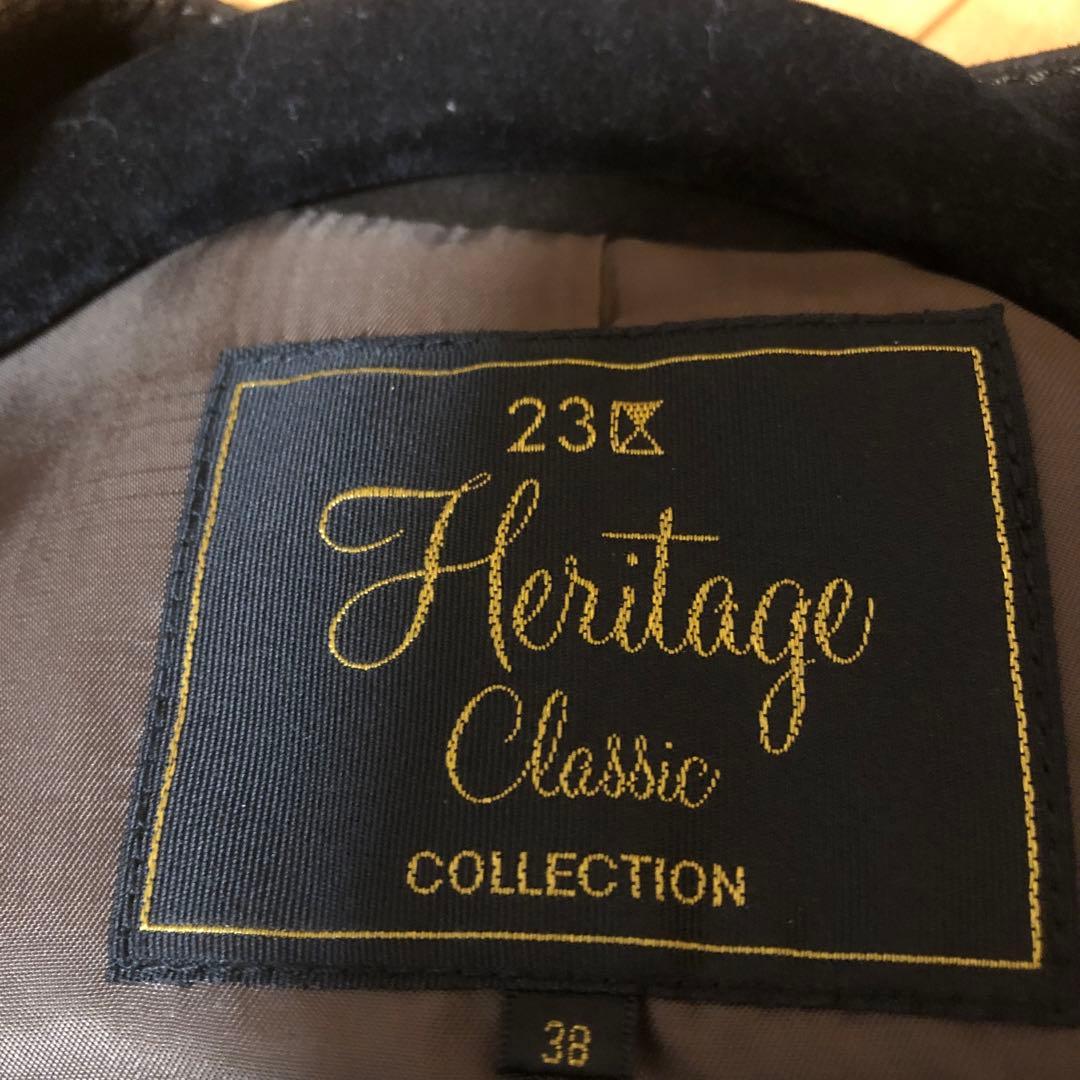 23区
Heritage
Classic
COLLECTION
38